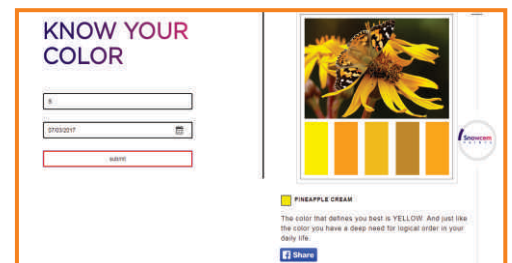 KNOW YOUR
COLOR
07/03/2017
submit
Snowcem
PAINTS
PINEAPPLE CREAM
The color that defines you best is YELLOW. And just like
the color you have a deep need for logical order in your
daily life.
Share